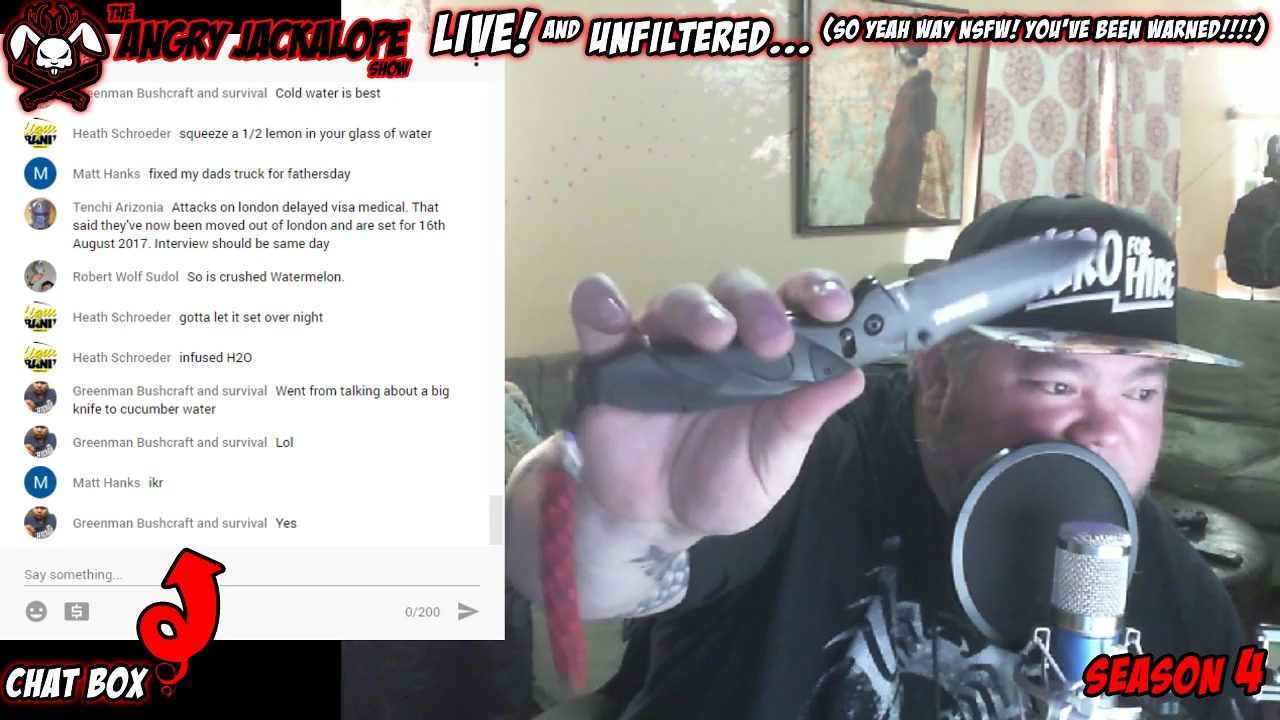 THE
ANGRY JACKALOPE
SHOW
LIVE! AND UNFILTERED... (SO YEAH WAY NSFW! YOU'VE BEEN WARNED!!!!)
Greenman Bushcraft and survival Cold water is best
Heath Schroeder squeeze a 1/2 lemon in your glass of water
M Matt Hanks fixed my dads truck for fathersday
Tenchi Arizonia Attacks on london delayed visa medical. That
said they've now been moved out of london and are set for 16th
August 2017. Interview should be same day
Robert Wolf Sudol So is crushed Watermelon.
Heath Schroeder gotta let it set over night
Heath Schroeder infused H2O
Greenman Bushcraft and survival Went from talking about a big
knife to cucumber water
Greenman Bushcraft and survival Lol
M Matt Hanks ikr
Greenman Bushcraft and survival Yes
Say something...
0/200
CHAT BOX
HERO
FOR
HIRE
SEASON 4